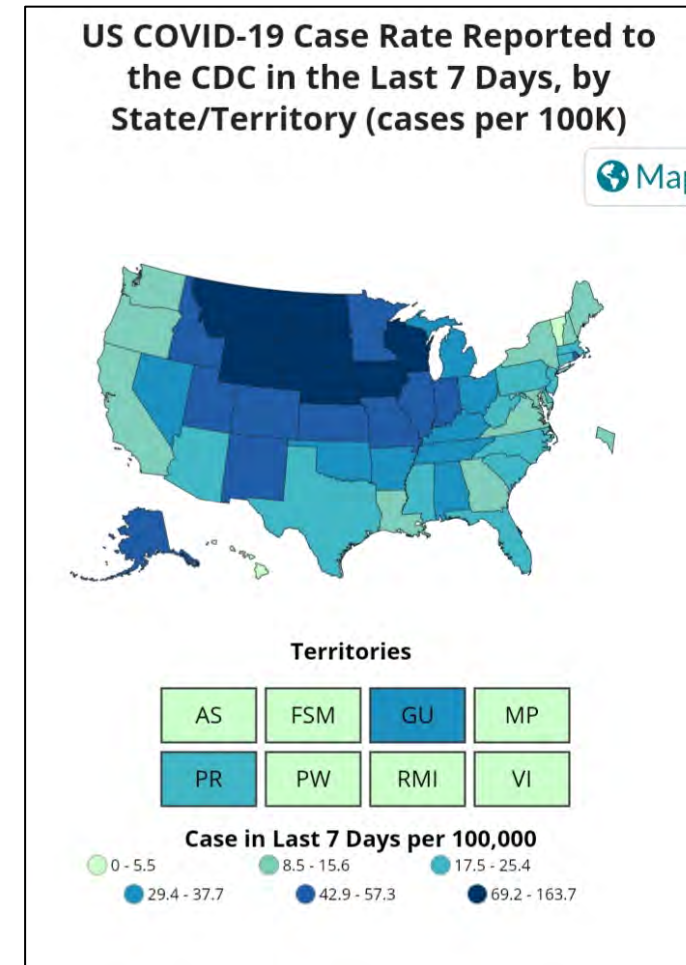 US COVID-19 Case Rate Reported to
the CDC in the Last 7 Days, by
State/Territory (cases per 100K)
Map
Territories
AS FSM GU MP
PR PW RMI VI
Case in Last 7 Days per 100,000
0 - 5.5 8.5 - 15.6 17.5 - 25.4
29.4 - 37.7 42.9 - 57.3 69.2 - 163.7